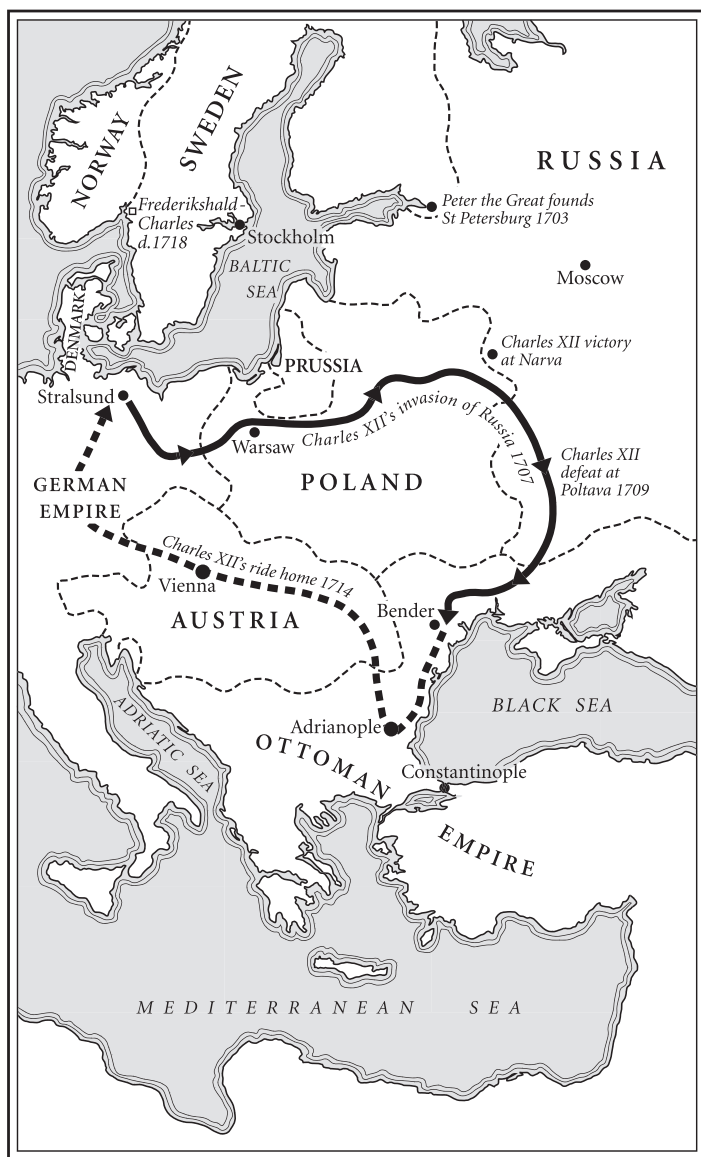 NORWAY
SWEDEN
RUSSIA
Frederikshald-
Charles
d.1718
Peter the Great founds
St Petersburg 1703
Stockholm
BALTIC
SEA
Moscow
DENMARK
Charles XII victory
at Narva
PRUSSIA
Stralsund
Warsaw
Charles XII's invasion of Russia 1707
Charles XII
defeat at
Poltava 1709
POLAND
GERMAN
EMPIRE
Charles XII's ride home 1714
Vienna
AUSTRIA
Bender
BLACK SEA
ADRIATIC SEA
Adrianople
OTTOMAN
EMPIRE
Constantinople
MEDITERRANEAN SEA